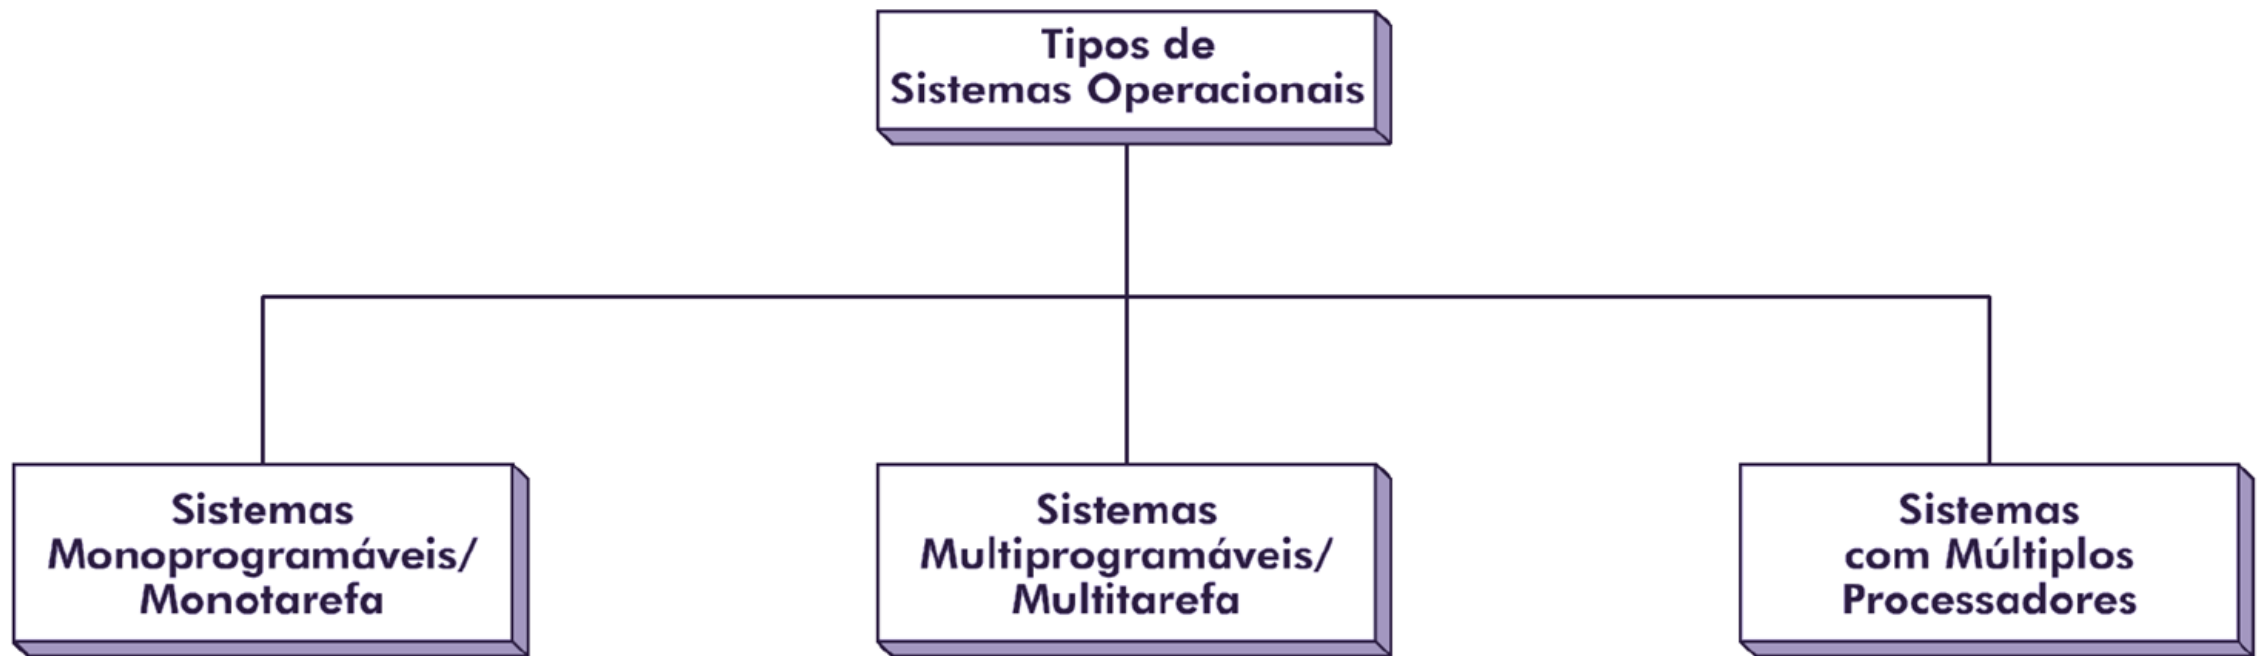 Tipos de
Sistemas Operacionais
Sistemas
Monoprogramáveis/
Monotarefa
Sistemas
Multiprogramáveis/
Multitarefa
Sistemas
com Múltiplos
Processadores